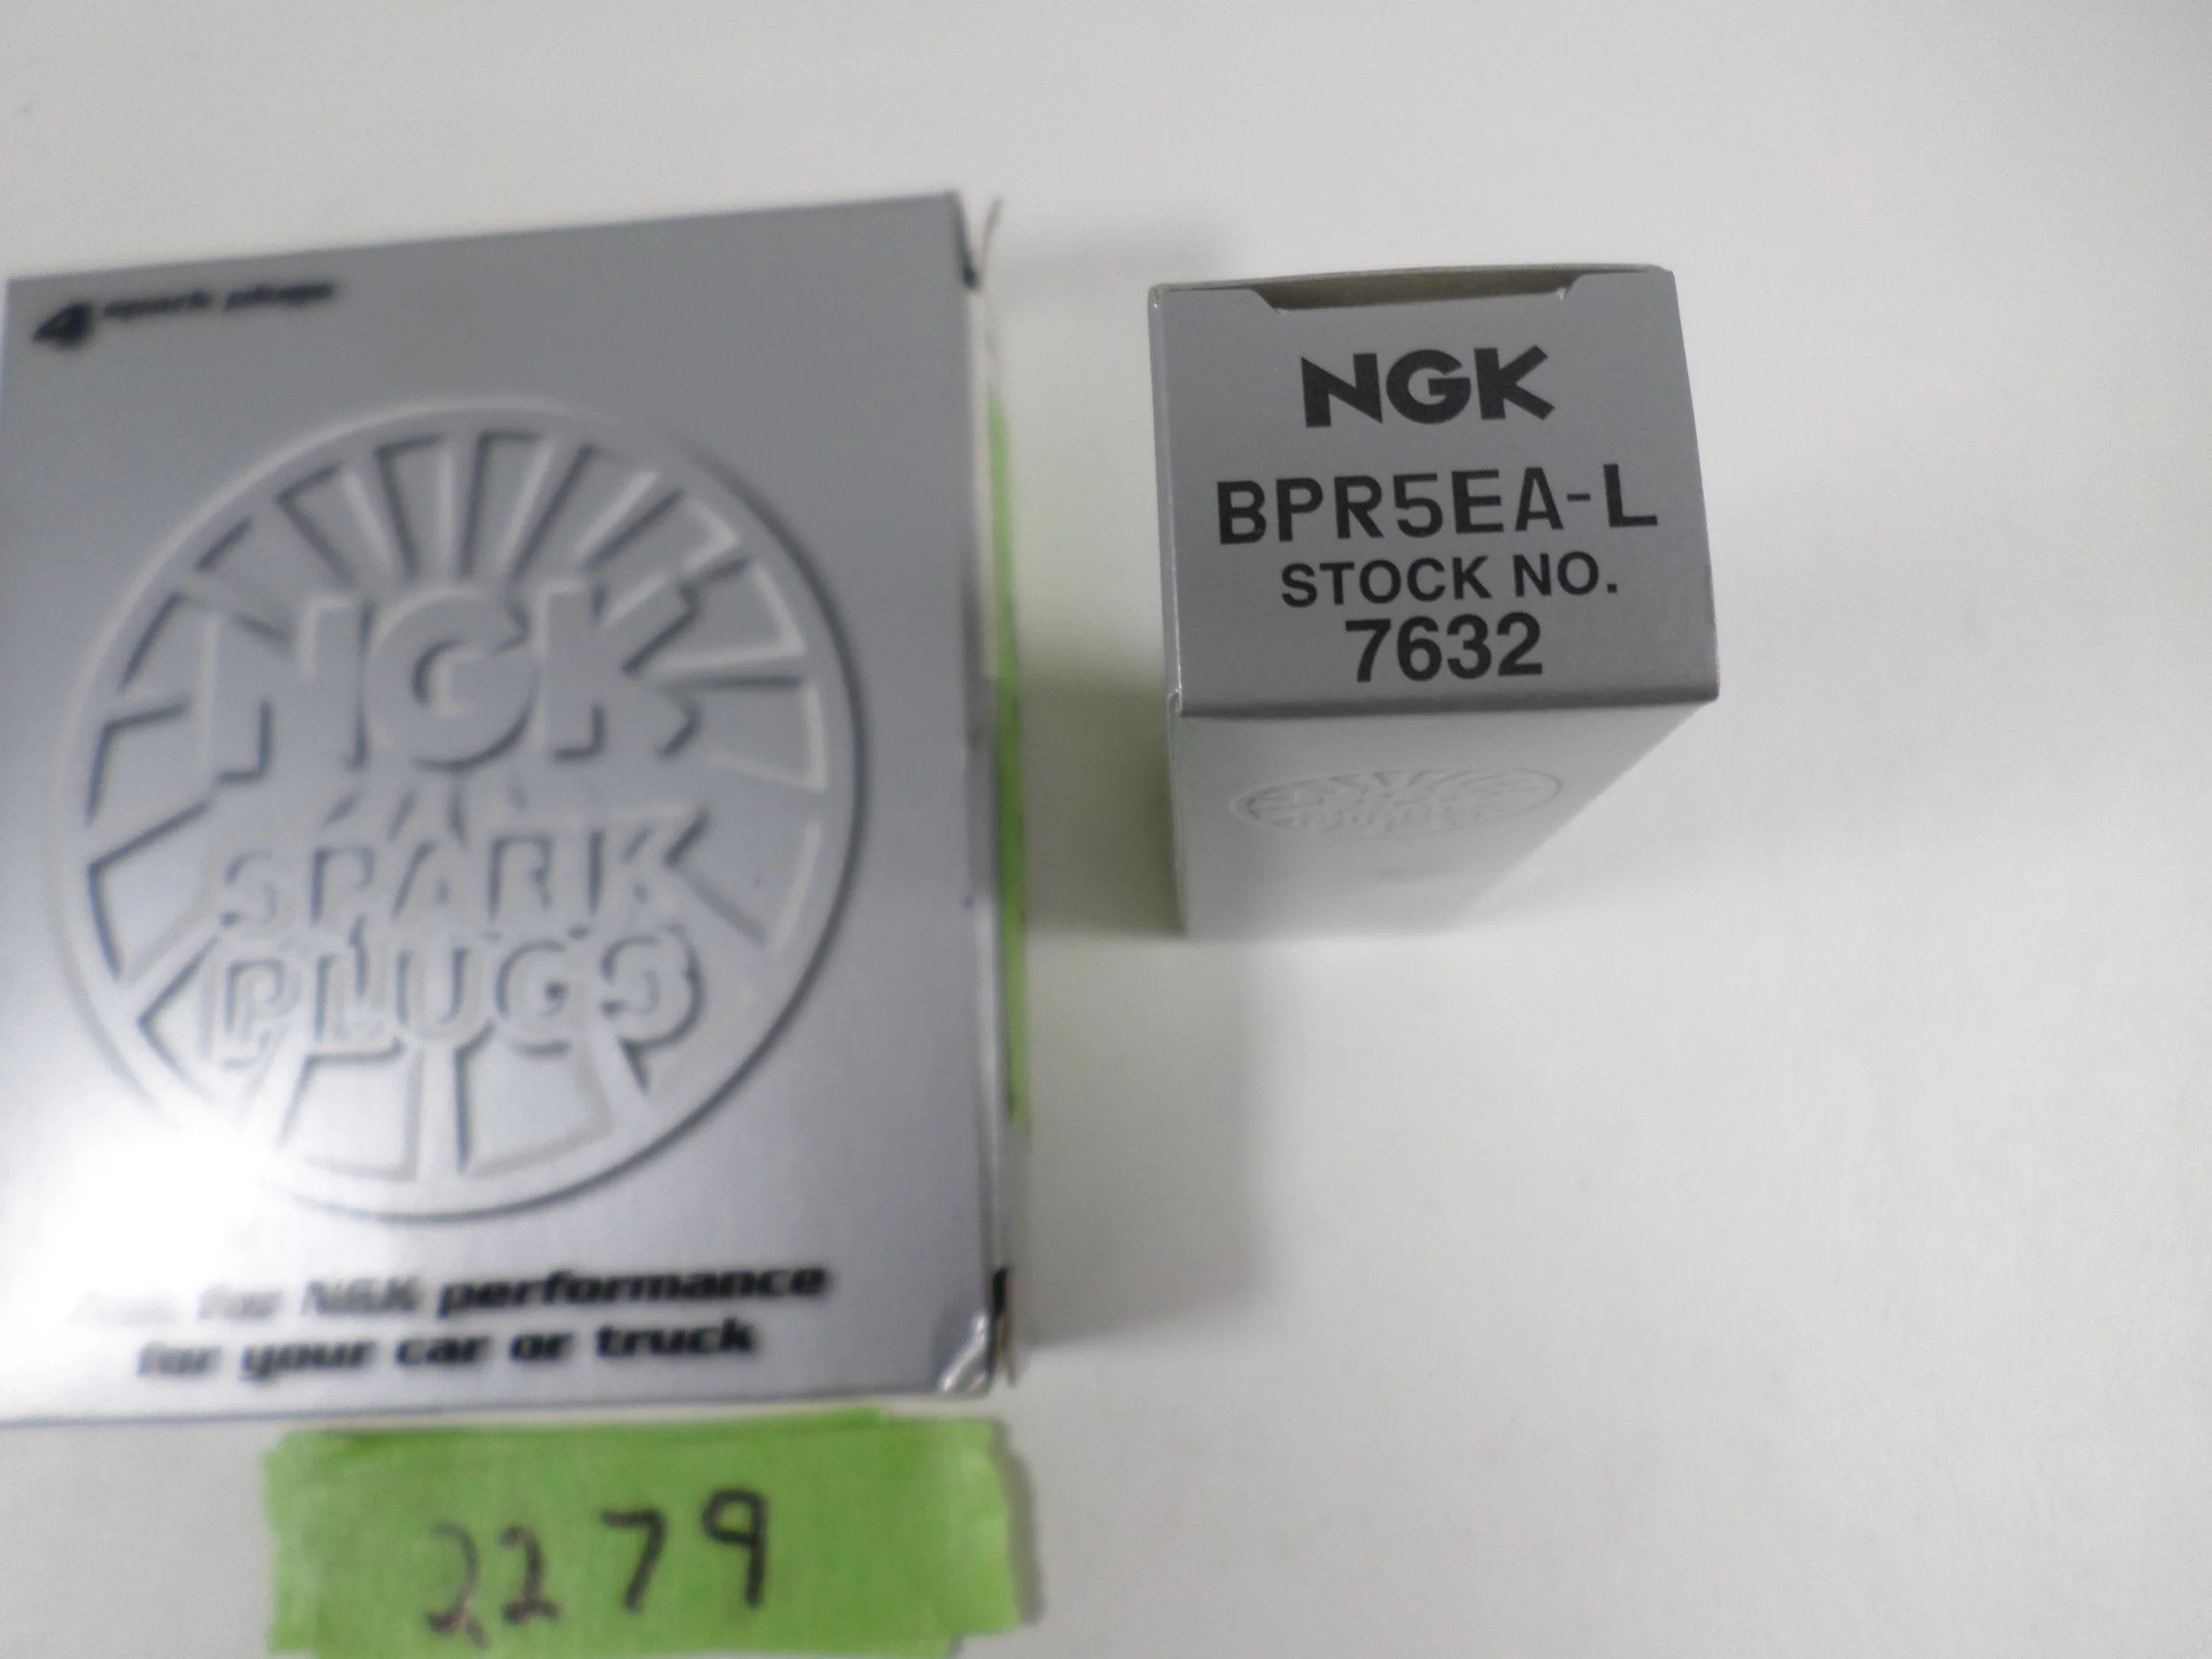 4 spark plugs
NGK
SPARK
PLUGS
Ask for NGK performance
for your car or truck
2279
NGK
BPR5EA-L
STOCK NO.
7632